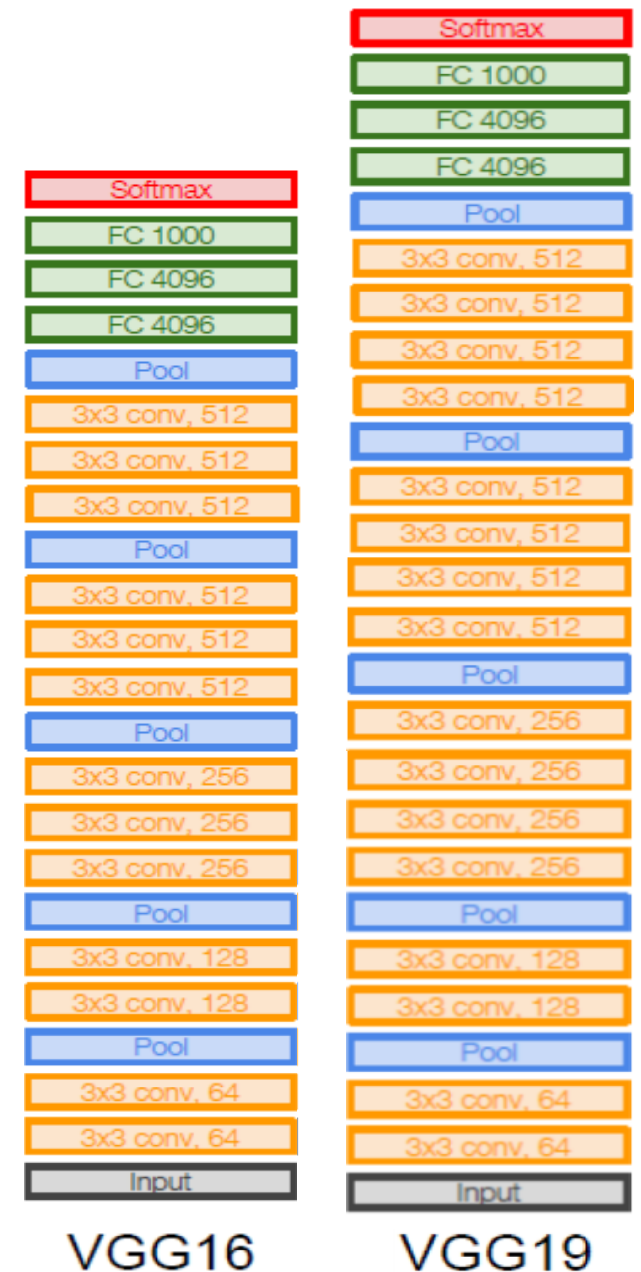 Softmax
FC 1000
FC 4096
FC 4096
Pool
3x3 conv, 512
3x3 conv, 512
3x3 conv, 512
Pool
3x3 conv, 512
3x3 conv, 512
3x3 conv, 512
Pool
3x3 conv, 256
3x3 conv, 256
3x3 conv, 256
Pool
3x3 conv, 128
3x3 conv, 128
Pool
3x3 conv, 64
3x3 conv, 64
Input
VGG16
Softmax
FC 1000
FC 4096
FC 4096
Pool
3x3 conv, 512
3x3 conv, 512
3x3 conv, 512
3x3 conv, 512
Pool
3x3 conv, 512
3x3 conv, 512
3x3 conv, 512
3x3 conv, 512
Pool
3x3 conv, 256
3x3 conv, 256
3x3 conv, 256
3x3 conv, 256
Pool
3x3 conv, 128
3x3 conv, 128
Pool
3x3 conv, 64
3x3 conv, 64
Input
VGG19